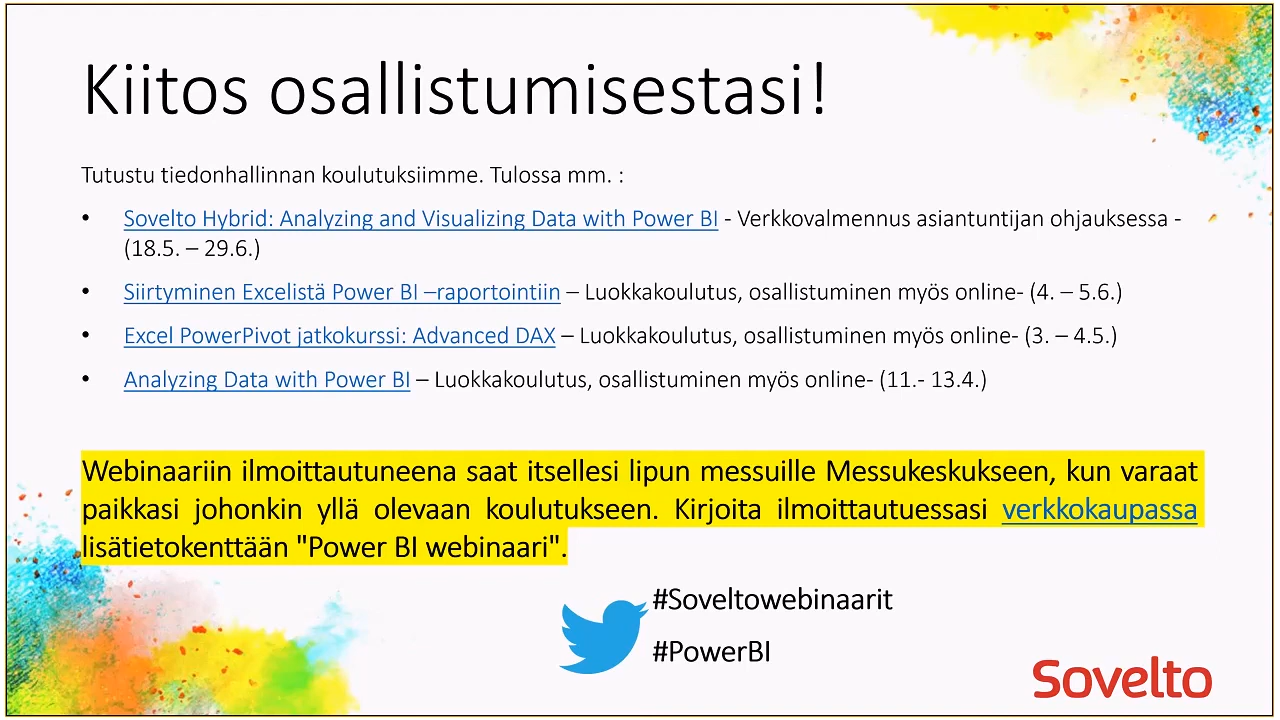 Kiitos osallistumisestasi!
Tutustu tiedonhallinnan koulutuksiimme. Tulossa mm. :
• Sovelto Hybrid: Analyzing and Visualizing Data with Power BI - Verkkovalmennus asiantuntijan ohjauksessa -
(18.5. – 29.6.)
• Siirtyminen Excelistä Power BI –raportointiin – Luokkakoulutus, osallistuminen myös online- (4. – 5.6.)
• Excel PowerPivot jatkokurssi: Advanced DAX – Luokkakoulutus, osallistuminen myös online- (3. – 4.5.)
• Analyzing Data with Power BI – Luokkakoulutus, osallistuminen myös online- (11.- 13.4.)
Webinaariin ilmoittautuneena saat itsellesi lipun messuille Messukeskukseen, kun varaat
paikkasi johonkin yllä olevaan koulutukseen. Kirjoita ilmoittautuessasi verkkokaupassa
lisätietokenttään "Power BI webinaari".
#Soveltowebinaarit
#PowerBI
Sovelto